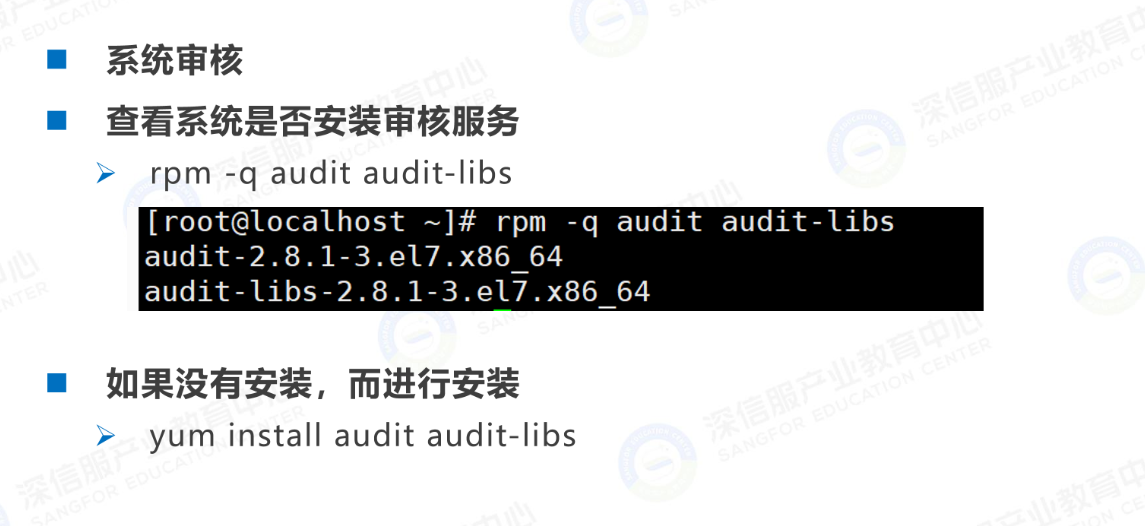 系统审核
查看系统是否安装审核服务
rpm -q audit audit-libs
[root@localhost ~]# rpm -q audit audit-libs
audit-2.8.1-3.el7.x86_64
audit-libs-2.8.1-3.el7.x86_64
如果没有安装，而进行安装
yum install audit audit-libs
深信服产业教育中心
SANGFOR EDUCATION CENTER